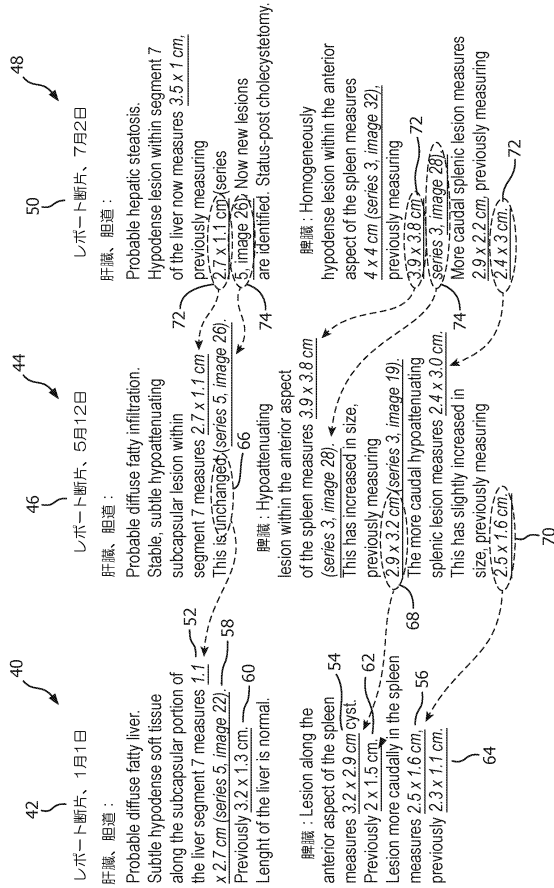 40
42
レポート断片、1月1日
肝臓、胆道：
Probable diffuse fatty liver.
Subtle hypodense soft tissue
along the subcapsular portion of
the liver segment 7 measures 1.1
x 2.7 cm (series 5, image 22).
Previously 3.2 x 1.3 cm.
Lenght of the liver is normal.
52
58
60
脾臓：Lesion along the
anterior aspect of the spleen
measures 3.2 x 2.9 cm cyst.
Previously 2 x 1.5 cm.
Lesion more caudally in the spleen
measures 2.5 x 1.6 cm,
previously 2.3 x 1.1 cm.
54
62
56
64
44
46
レポート断片、5月12日
肝臓、胆道：
Probable diffuse fatty infiltration.
Stable, subtle hypoattenuating
subcapsular lesion within
segment 7 measures 2.7 x 1.1 cm
This is unchanged (series 5, image 26).
66
脾臓：Hypoattenuating
lesion within the anterior aspect
of the spleen measures 3.9 x 3.8 cm
(series 3, image 28).
This has increased in size,
previously measuring
2.9 x 3.2 cm (series 3, image 19).
The more caudal hypoattenuating
splenic lesion measures 2.4 x 3.0 cm.
This has slightly increased in
size, previously measuring
2.5 x 1.6 cm.
68
70
48
50
レポート断片、7月2日
肝臓、胆道：
Probable hepatic steatosis.
Hypodense lesion within segment 7
of the liver now measures 3.5 x 1 cm,
previously measuring
2.7 x 1.1 cm (series
5, image 26). Now new lesions
are identified. Status-post cholecystetomy.
72
74
脾臓：Homogeneously
hypodense lesion within the anterior
aspect of the spleen measures
4 x 4 cm (series 3, image 32),
previously measuring
3.9 x 3.8 cm
series 3, image 28).
More caudal splenic lesion measures
2.9 x 2.2 cm, previously measuring
2.4 x 3 cm.
72
74
72